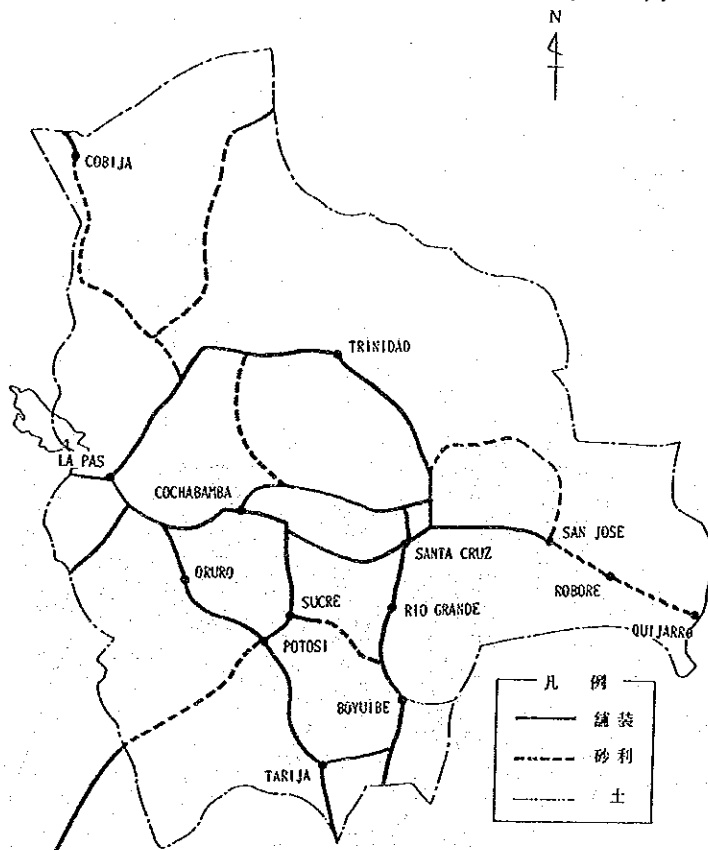 N
COBIJA
TRINIDAD
LA PAS
COCHABAMBA
SANTA CRUZ
SAN JOSE
ORURO
ROBORE
SUCRE
RIO GRANDE
QUIJARRO
POTOSI
BOYUIBE
TARIJA
凡例
舗装
砂利
土